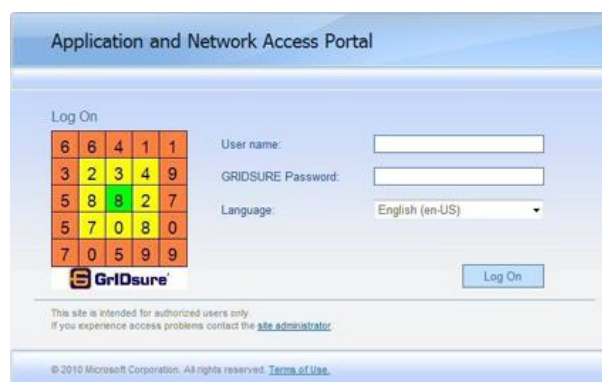 Application and Network Access Portal
Log On
6 6 4 1 1
3 2 3 4 9
5 8 8 2 7
5 7 0 8 0
7 0 5 9 9
GrIDsure
User name:
GRIDSURE Password:
Language:
English (en-US)
Log On
This site is intended for authorized users only.
If you experience access problems contact the site administrator.
© 2010 Microsoft Corporation. All rights reserved. Terms of Use.